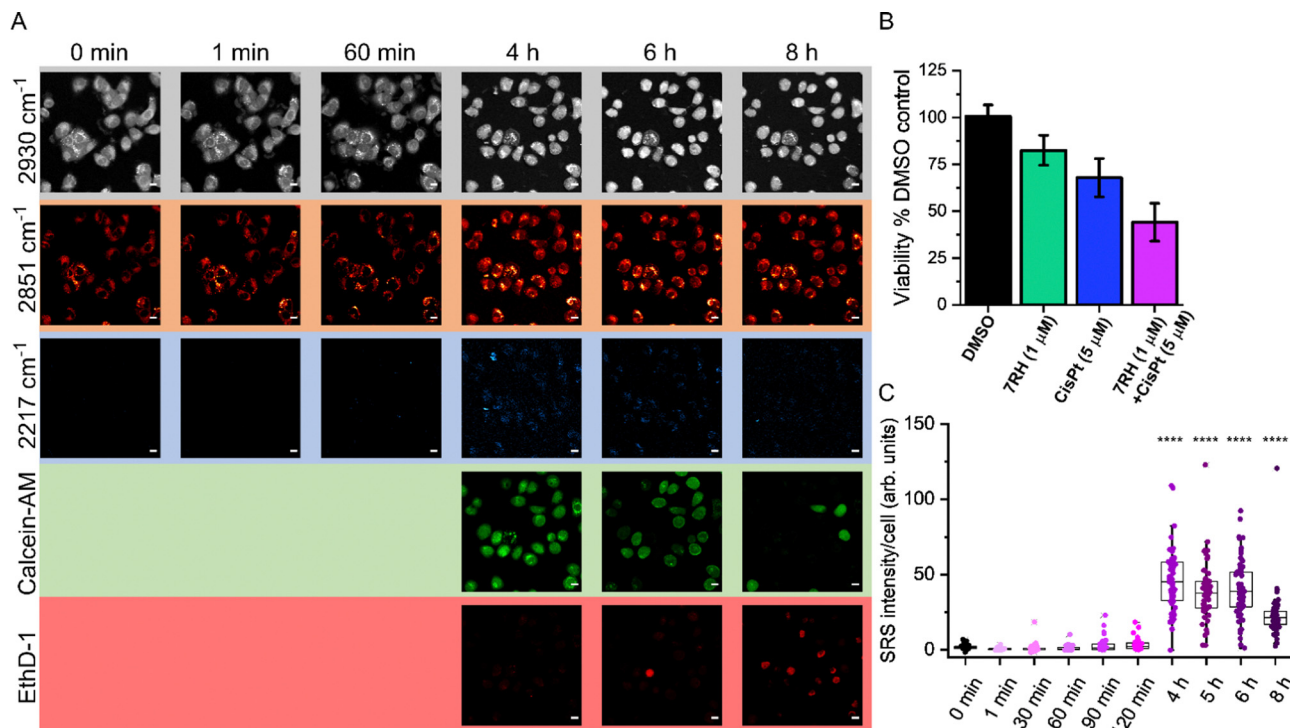 A
0 min 1 min 60 min 4 h 6 h 8 h
2930 cm⁻¹
2851 cm⁻¹
2217 cm⁻¹
Calcein-AM
EthD-1
B
Viability % DMSO control
125
100
75
50
25
0
DMSO
7RH (1 μM)
CisPt (5 μM)
7RH (1 μM)
+CisPt (5 μM)
C
SRS intensity/cell (arb. units)
150
100
50
0
**** **** **** ****
0 min 1 min 30 min 60 min 90 min 120 min 4 h 5 h 6 h 8 h